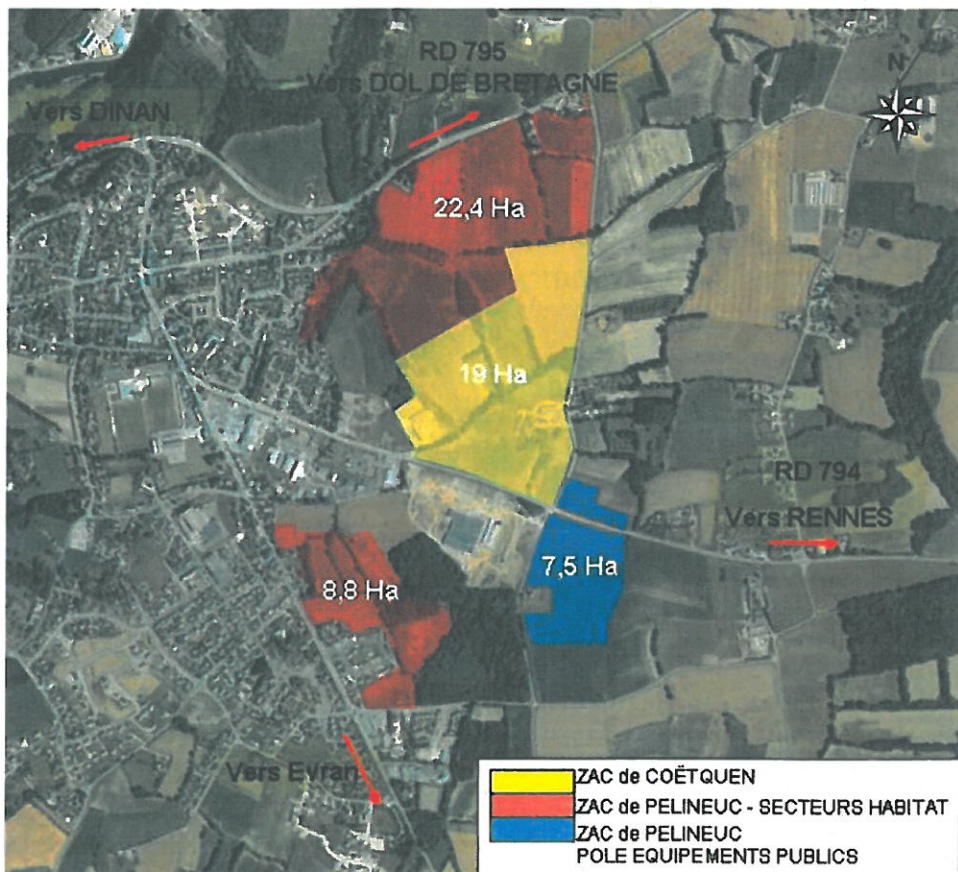 RD 795
Vers DOL DE BRETAGNE
N
Vers DINAN
22,4 Ha
19 Ha
RD 794
Vers RENNES
7,5 Ha
8,8 Ha
Vers Evran
ZAC de COËTQUEN
ZAC de PELINEUC - SECTEURS HABITAT
ZAC de PELINEUC
POLE EQUIPEMENTS PUBLICS